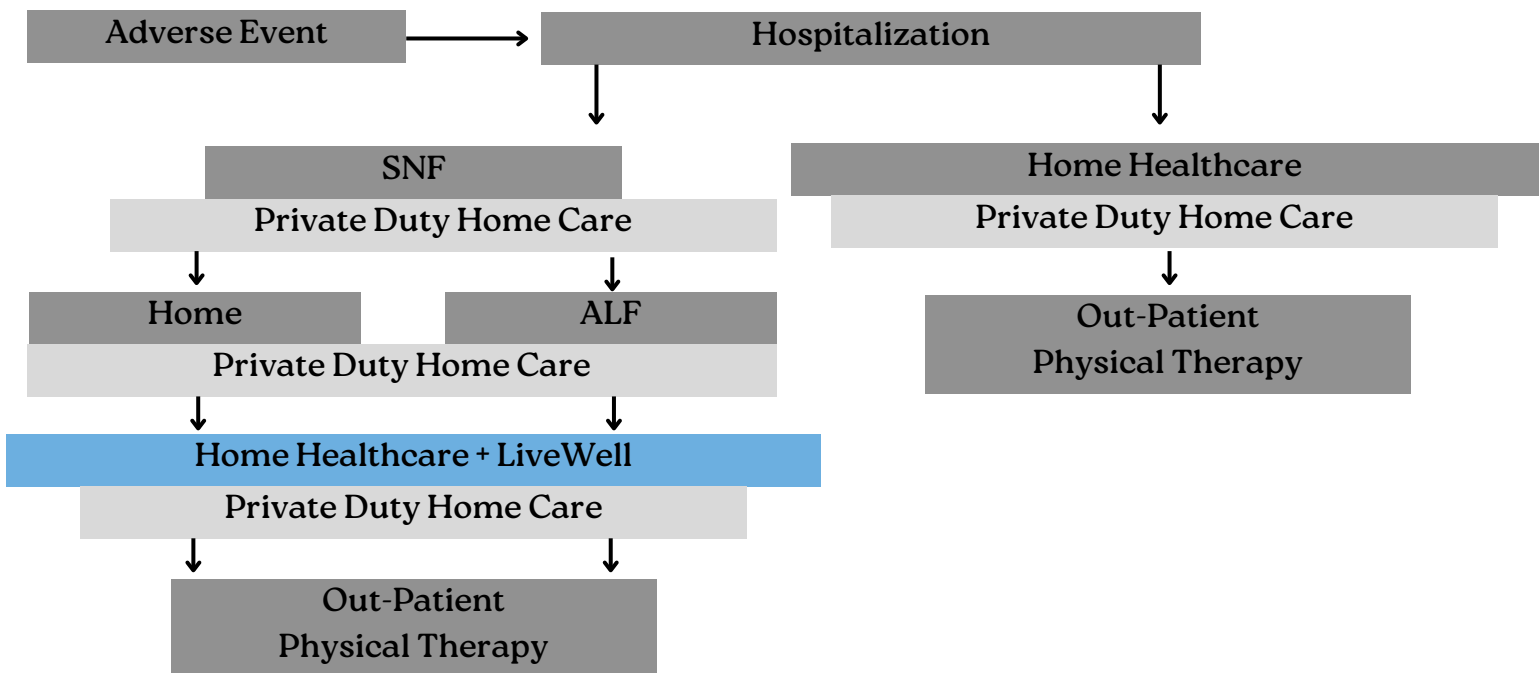 Adverse Event
Hospitalization
SNF
Home Healthcare
Private Duty Home Care
Private Duty Home Care
Home
ALF
Out-Patient
Physical Therapy
Private Duty Home Care
Home Healthcare + LiveWell
Private Duty Home Care
Out-Patient
Physical Therapy